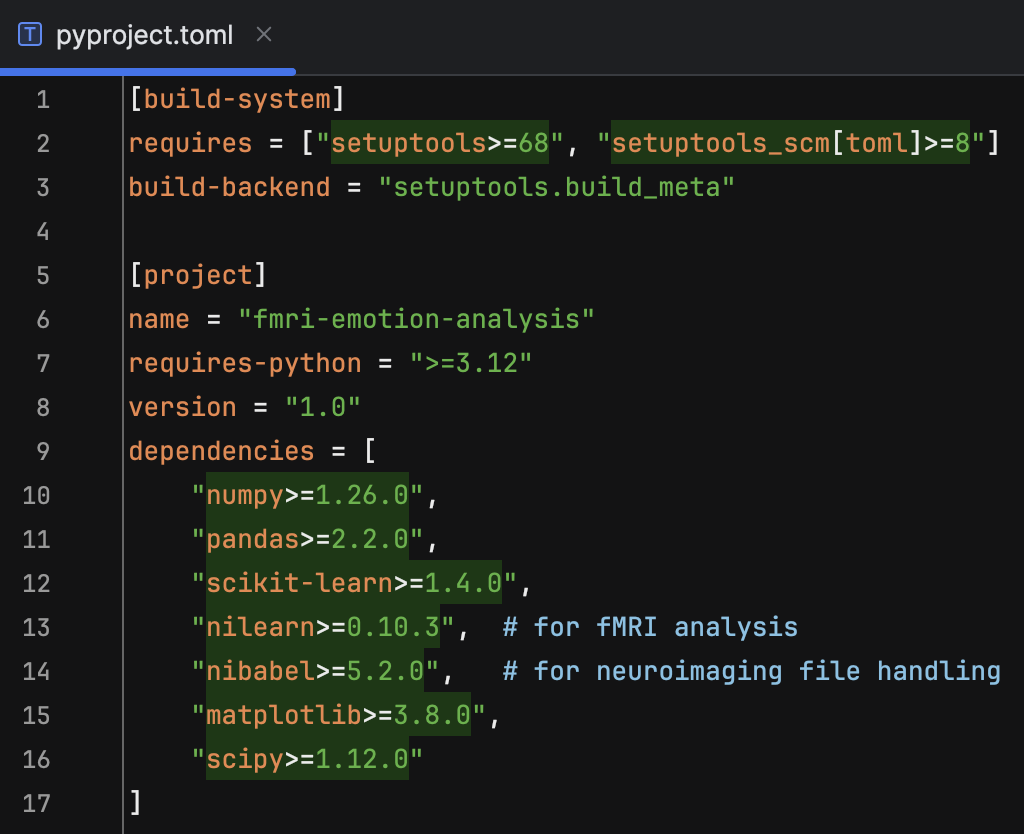 T pyproject.toml ×
1 [build-system]
2 requires = ["setuptools>=68", "setuptools_scm[toml]>=8"]
3 build-backend = "setuptools.build_meta"
4
5 [project]
6 name = "fmri-emotion-analysis"
7 requires-python = ">=3.12"
8 version = "1.0"
9 dependencies = [
10     "numpy>=1.26.0",
11     "pandas>=2.2.0",
12     "scikit-learn>=1.4.0",
13     "nilearn>=0.10.3",  # for fMRI analysis
14     "nibabel>=5.2.0",   # for neuroimaging file handling
15     "matplotlib>=3.8.0",
16     "scipy>=1.12.0"
17 ]